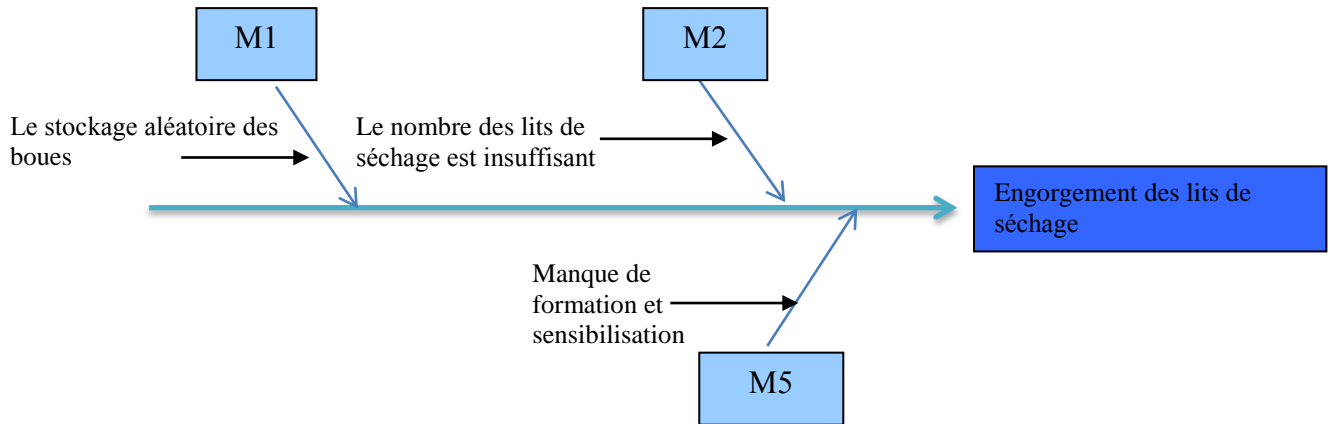 M1
M2
Le stockage aléatoire des
boues
Le nombre des lits de
séchage est insuffisant
Engorgement des lits de
séchage
Manque de
formation et
sensibilisation
M5